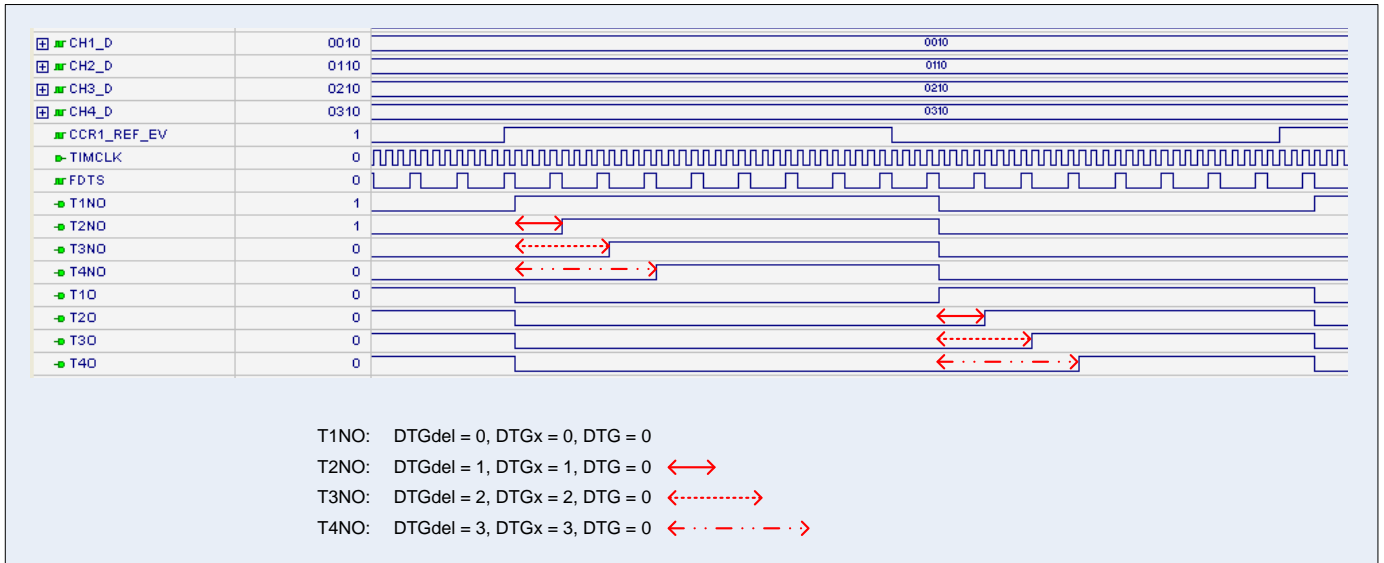 CH1_D 0010 0010
CH2_D 0110 0110
CH3_D 0210 0210
CH4_D 0310 0310
CCR1_REF_EV 1
TIMCLK 0
FDTS 0
T1NO 1
T2NO 1
T3NO 0
T4NO 0
T1O 0
T2O 0
T3O 0
T4O 0
T1NO: DTGdel = 0, DTGx = 0, DTG = 0
T2NO: DTGdel = 1, DTGx = 1, DTG = 0
T3NO: DTGdel = 2, DTGx = 2, DTG = 0
T4NO: DTGdel = 3, DTGx = 3, DTG = 0